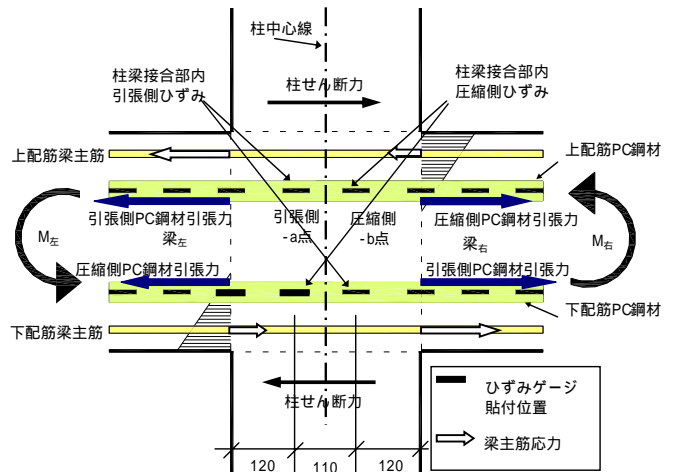 柱中心線
柱梁接合部内
引張側ひずみ
柱せん断力
柱梁接合部内
圧縮側ひずみ
上配筋梁主筋
上配筋PC鋼材
引張側PC鋼材引張力
引張側
-a点
圧縮側
-b点
圧縮側PC鋼材引張力
M左
梁左
梁右
M右
圧縮側PC鋼材引張力
引張側PC鋼材引張力
下配筋PC鋼材
下配筋梁主筋
柱せん断力
ひずみゲージ
貼付位置
梁主筋応力
120
110
120